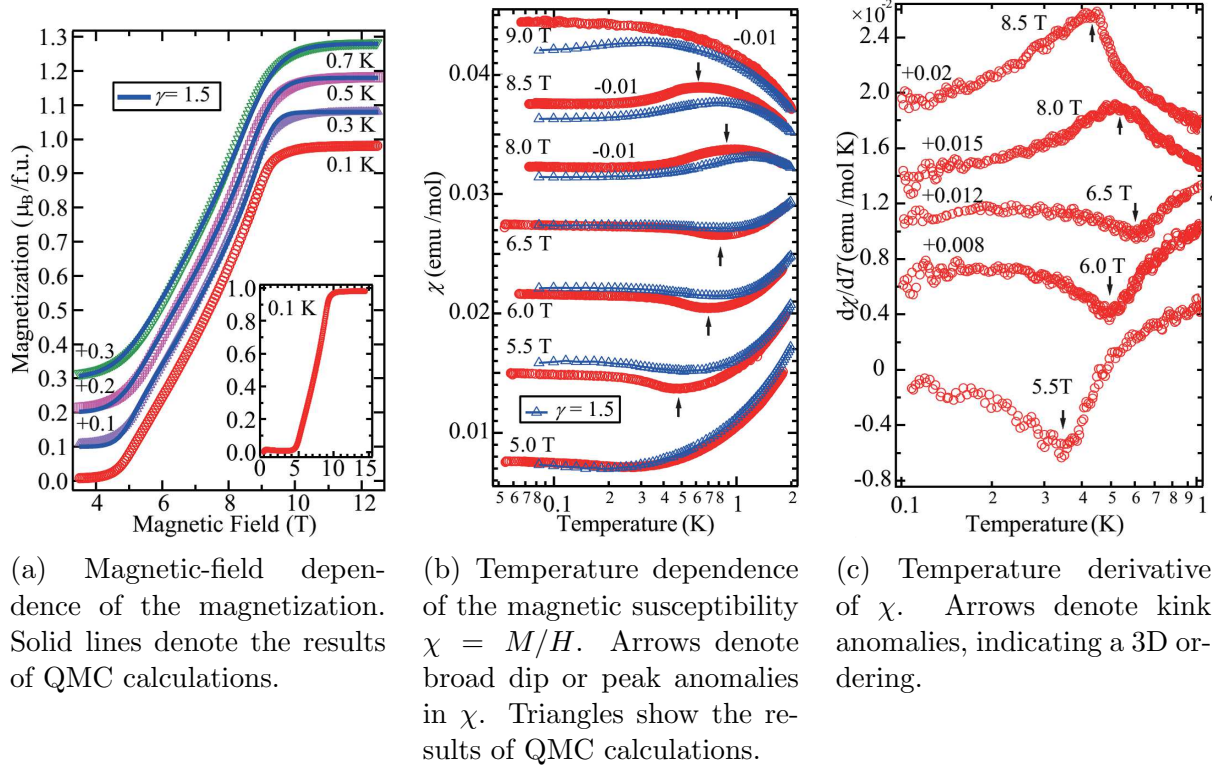 1.3
1.2
1.1
1.0
0.9
0.8
0.7
0.6
0.5
0.4
0.3
0.2
0.1
0.0
Magnetization (μB/f.u.)
γ= 1.5
0.7 K
0.5 K
0.3 K
0.1 K
+0.3
+0.2
+0.1
1.0
0.8
0.6
0.4
0.2
0.0
0.1 K
0 5 10 15
4 6 8 10 12
Magnetic Field (T)
0.04
0.03
0.02
0.01
χ (emu /mol)
9.0 T
-0.01
8.5 T
-0.01
8.0 T
-0.01
6.5 T
6.0 T
5.5 T
γ = 1.5
5.0 T
5 6 7 8 0.1 2 3 4 5 6 7 8 1 2
Temperature (K)
×10-2
2.4
2.0
1.6
1.2
0.8
0.4
0
-0.4
-0.8
dχ/dT(emu /mol K)
8.5 T
+0.02
8.0 T
+0.015
6.5 T
+0.012
6.0 T
+0.008
5.5T
0.1 2 3 4 5 6 7 8 9 1
Temperature (K)
(a) Magnetic-field depen-
dence of the magnetization.
Solid lines denote the results
of QMC calculations.
(b) Temperature dependence
of the magnetic susceptibility
χ = M/H. Arrows denote
broad dip or peak anomalies
in χ. Triangles show the re-
sults of QMC calculations.
(c) Temperature derivative
of χ. Arrows denote kink
anomalies, indicating a 3D or-
dering.